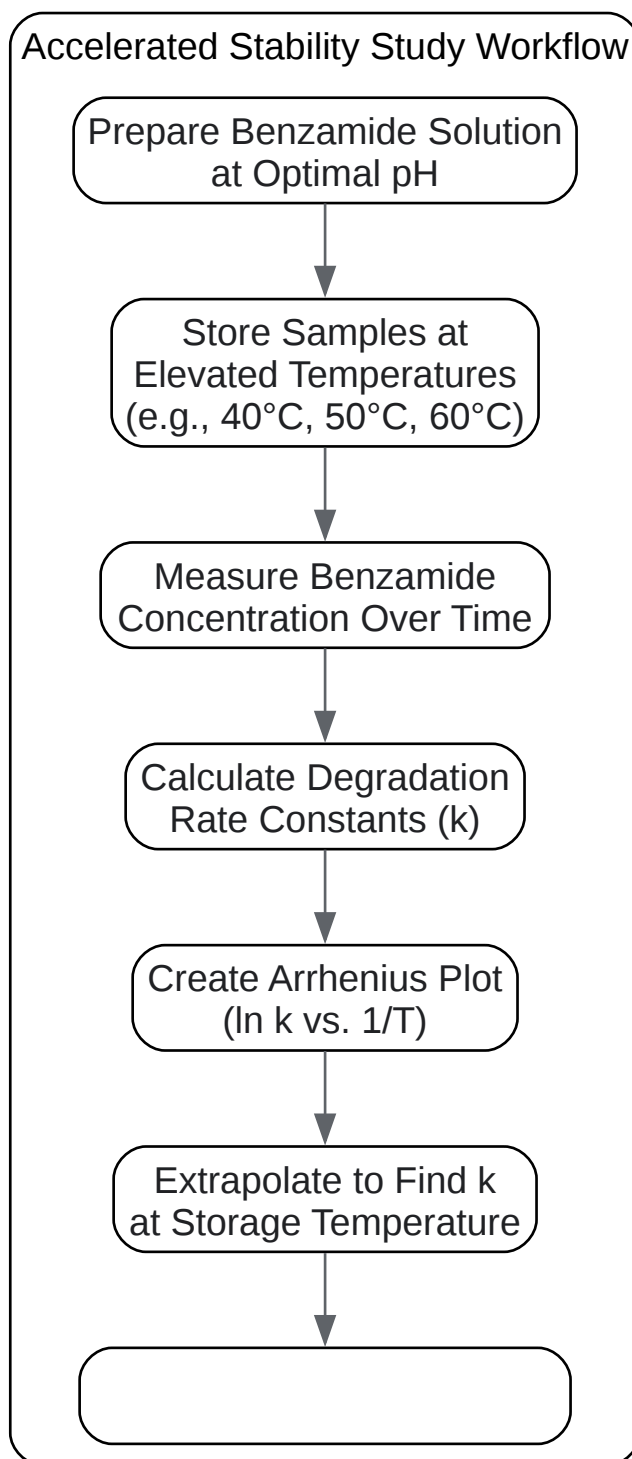 Accelerated Stability Study Workflow
Prepare Benzamide Solution
at Optimal pH
Store Samples at
Elevated Temperatures
(e.g., 40°C, 50°C, 60°C)
Measure Benzamide
Concentration Over Time
Calculate Degradation
Rate Constants (k)
Create Arrhenius Plot
(ln k vs. 1/T)
Extrapolate to Find k
at Storage Temperature